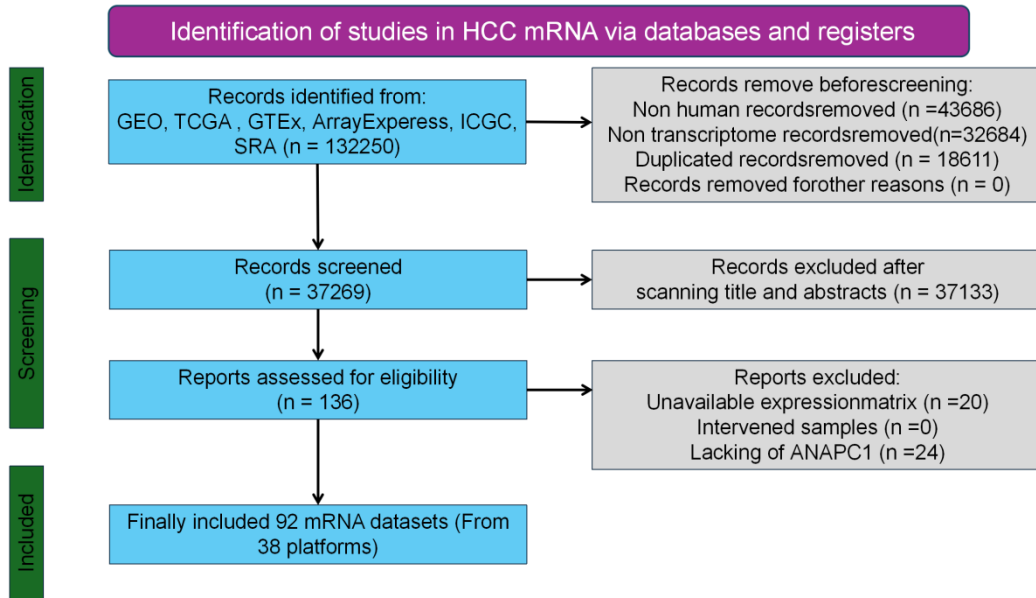 Identification of studies in HCC mRNA via databases and registers
Identification
Records identified from:
GEO, TCGA , GTEx, ArrayExperess, ICGC,
SRA (n = 132250)
Records remove beforescreening:
Non human recordsremoved (n =43686)
Non transcriptome recordsremoved(n=32684)
Duplicated recordsremoved (n = 18611)
Records removed forother reasons (n = 0)
Screening
Records screened
(n = 37269)
Records excluded after
scanning title and abstracts (n = 37133)
Reports assessed for eligibility
(n = 136)
Reports excluded:
Unavailable expressionmatrix (n =20)
Intervened samples (n =0)
Lacking of ANAPC1 (n =24)
Included
Finally included 92 mRNA datasets (From
38 platforms)